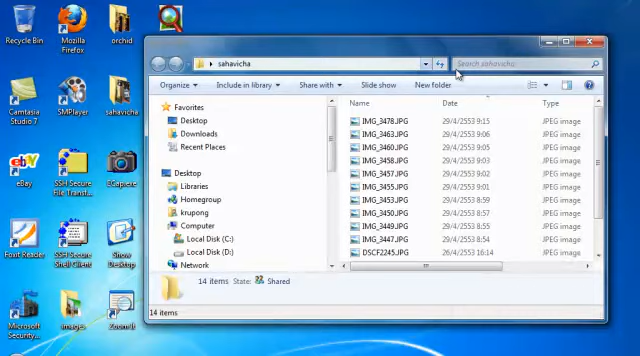 Recycle Bin
Mozilla
Firefox
orchid
Camtasia
Studio 7
SMPlayer
sahavicha
eBay
SSH Secure
File Transf...
Foxit Reader
SSH Secure
Shell Client
Show
Desktop
Microsoft
Security...
Image
ZoomIt
sahavicha
Search sahavicha
Organize
Include in library
Share with
Slide show
New folder
Favorites
Desktop
Downloads
Recent Places
Desktop
Libraries
Homegroup
krupong
Computer
Local Disk (C:)
Local Disk (D:)
Network
Name Date Type
IMG_3478.JPG 29/4/2553 9:15 JPEG image
IMG_3463.JPG 29/4/2553 9:06 JPEG image
IMG_3460.JPG 29/4/2553 9:05 JPEG image
IMG_3458.JPG 29/4/2553 9:03 JPEG image
IMG_3457.JPG 29/4/2553 9:02 JPEG image
IMG_3455.JPG 29/4/2553 9:01 JPEG image
IMG_3453.JPG 29/4/2553 8:59 JPEG image
IMG_3450.JPG 29/4/2553 8:57 JPEG image
IMG_3449.JPG 29/4/2553 8:55 JPEG image
IMG_3447.JPG 29/4/2553 8:54 JPEG image
DSCF2245.JPG 26/4/2553 16:14 JPEG image
14 items State: Shared
14 items